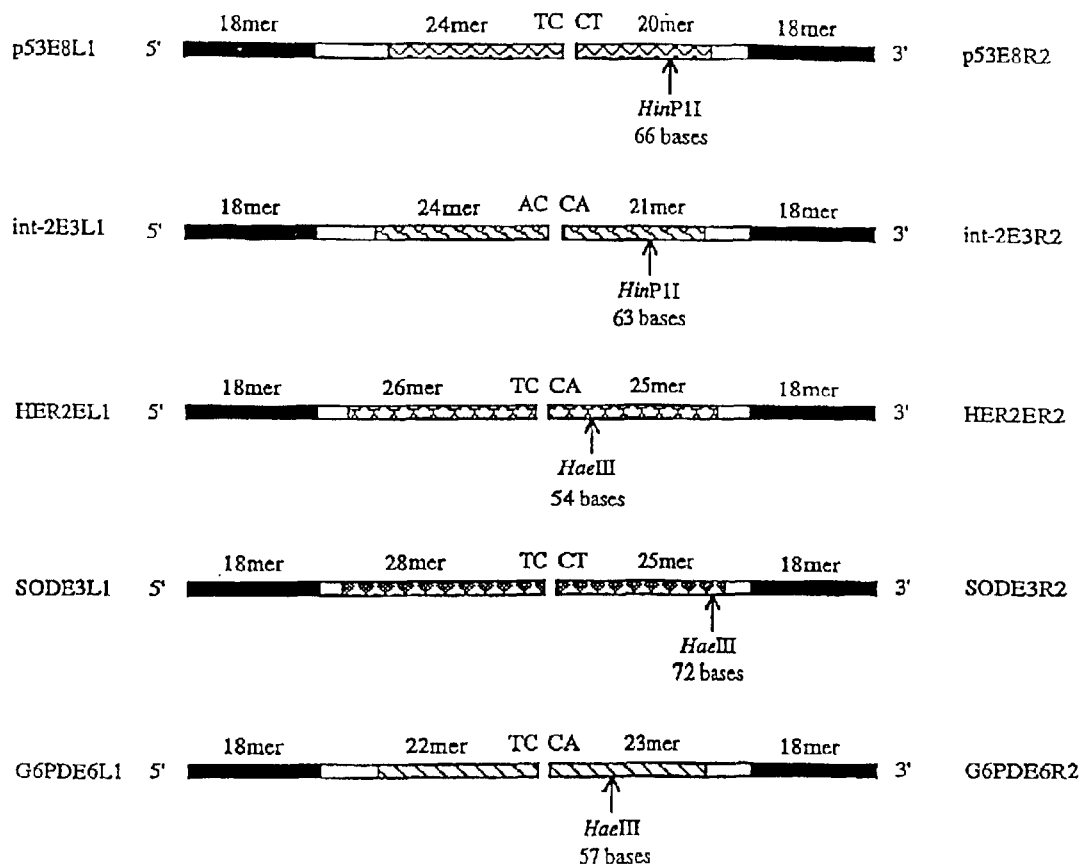 18mer 24mer TC CT 20mer 18mer
p53E8L1 5' 3' p53E8R2
HinP1I
66 bases
18mer 24mer AC CA 21mer 18mer
int-2E3L1 5' 3' int-2E3R2
HinP1I
63 bases
18mer 26mer TC CA 25mer 18mer
HER2EL1 5' 3' HER2ER2
HaeIII
54 bases
18mer 28mer TC CT 25mer 18mer
SODE3L1 5' 3' SODE3R2
HaeIII
72 bases
18mer 22mer TC CA 23mer 18mer
G6PDE6L1 5' 3' G6PDE6R2
HaeIII
57 bases